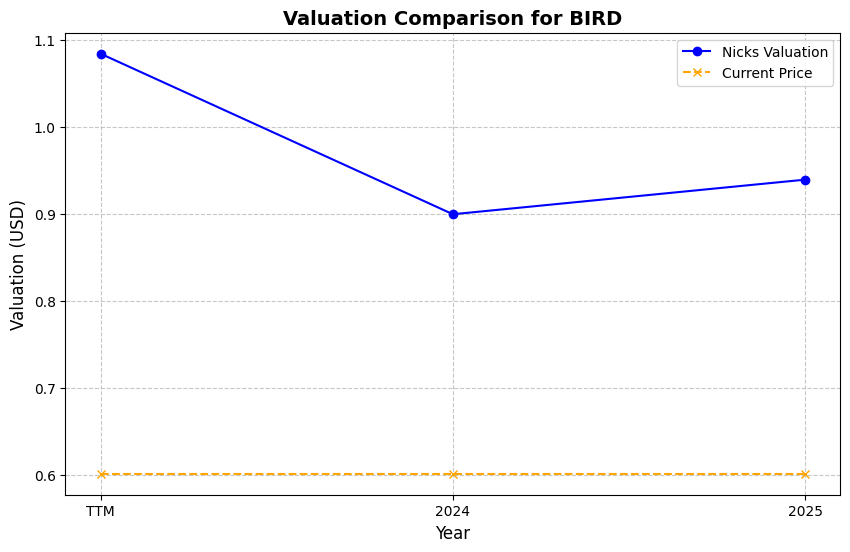 Valuation Comparison for BIRD
Nicks Valuation
Current Price
Valuation (USD)
1.1
1.0
0.9
0.8
0.7
0.6
TTM
2024
2025
Year